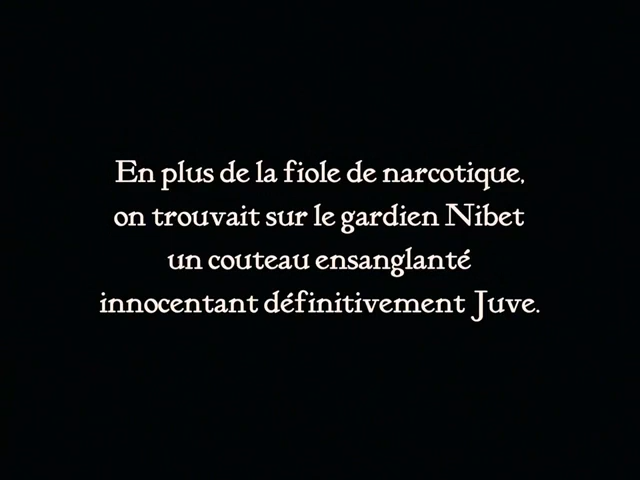 En plus de la fiole de narcotique,
on trouvait sur le gardien Nibet
un couteau ensanglanté
innocentant définitivement Juve.